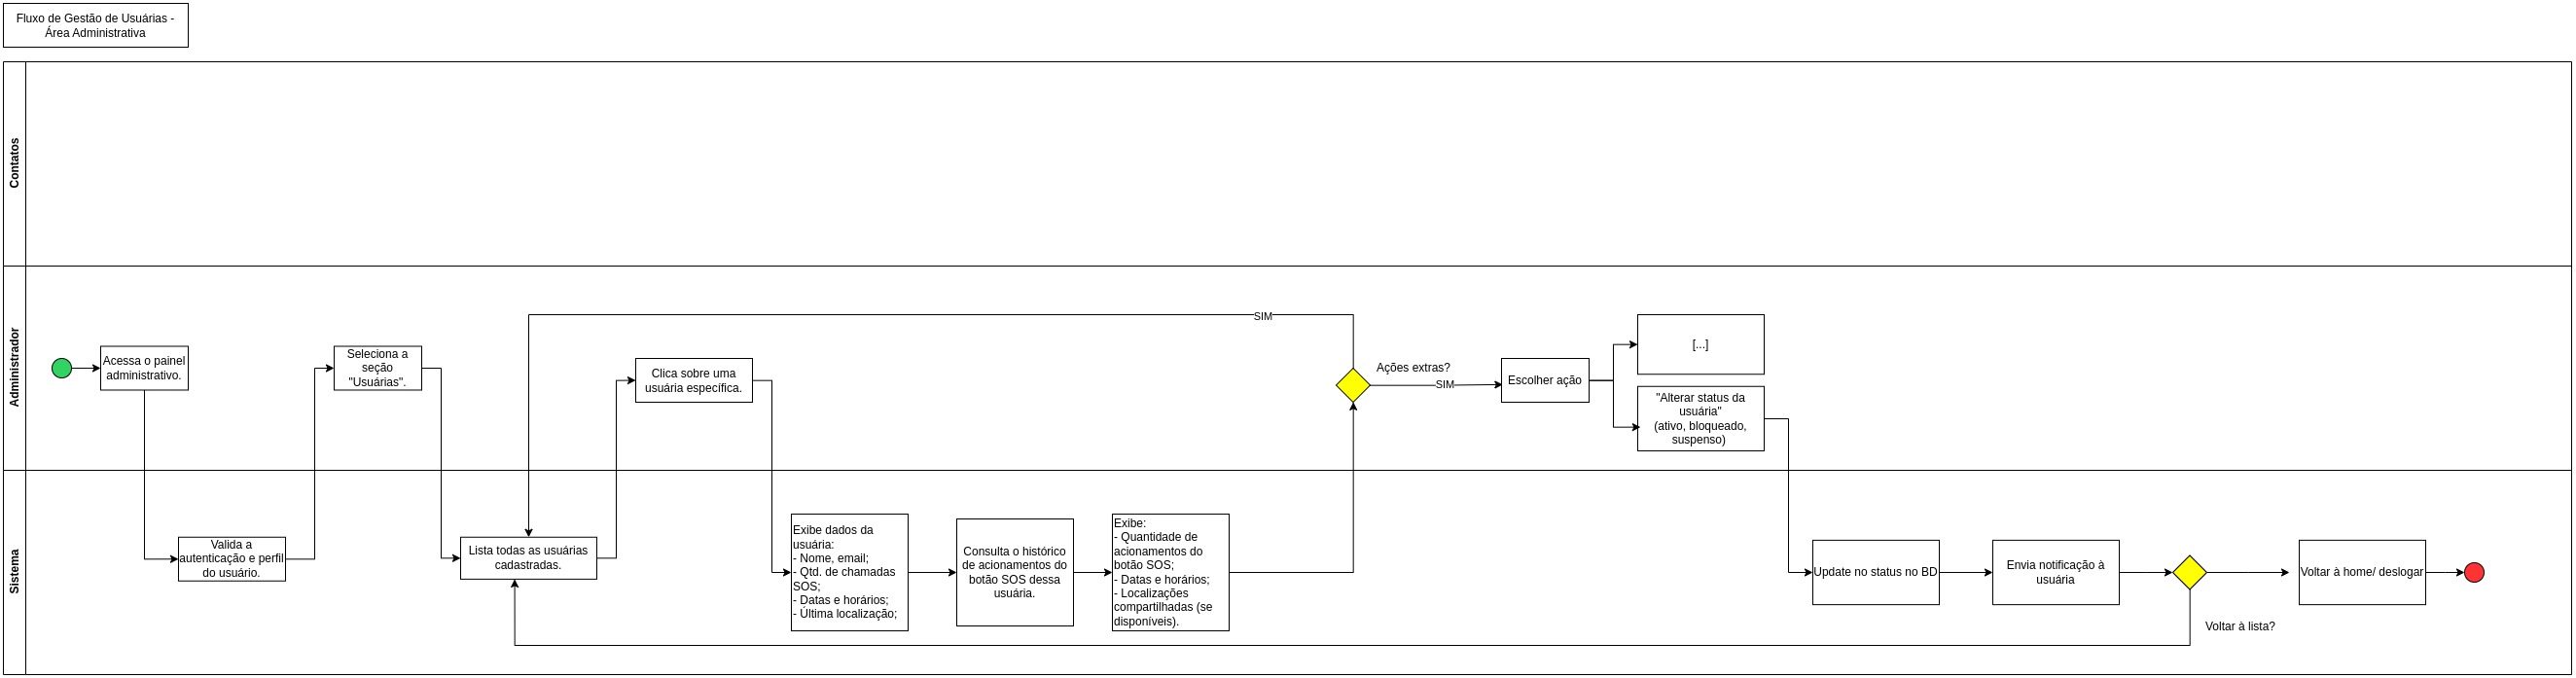 Fluxo de Gestão de Usuárias -
Área Administrativa
Contatos
Administrador
Acessa o painel
administrativo.
Seleciona a
seção
"Usuárias".
Clica sobre uma
usuária específica.
SIM
Ações extras?
SIM
Escolher ação
[...]
"Alterar status da
usuária"
(ativo, bloqueado,
suspenso)
Sistema
Valida a
autenticação e perfil
do usuário.
Lista todas as usuárias
cadastradas.
Exibe dados da
usuária:
- Nome, email;
- Qtd. de chamadas
SOS;
- Datas e horários;
- Última localização;
Consulta o histórico
de acionamentos do
botão SOS dessa
usuária.
Exibe:
- Quantidade de
acionamentos do
botão SOS;
- Datas e horários;
- Localizações
compartilhadas (se
disponíveis).
Update no status no BD
Envia notificação à
usuária
Voltar à lista?
Voltar à home/ deslogar